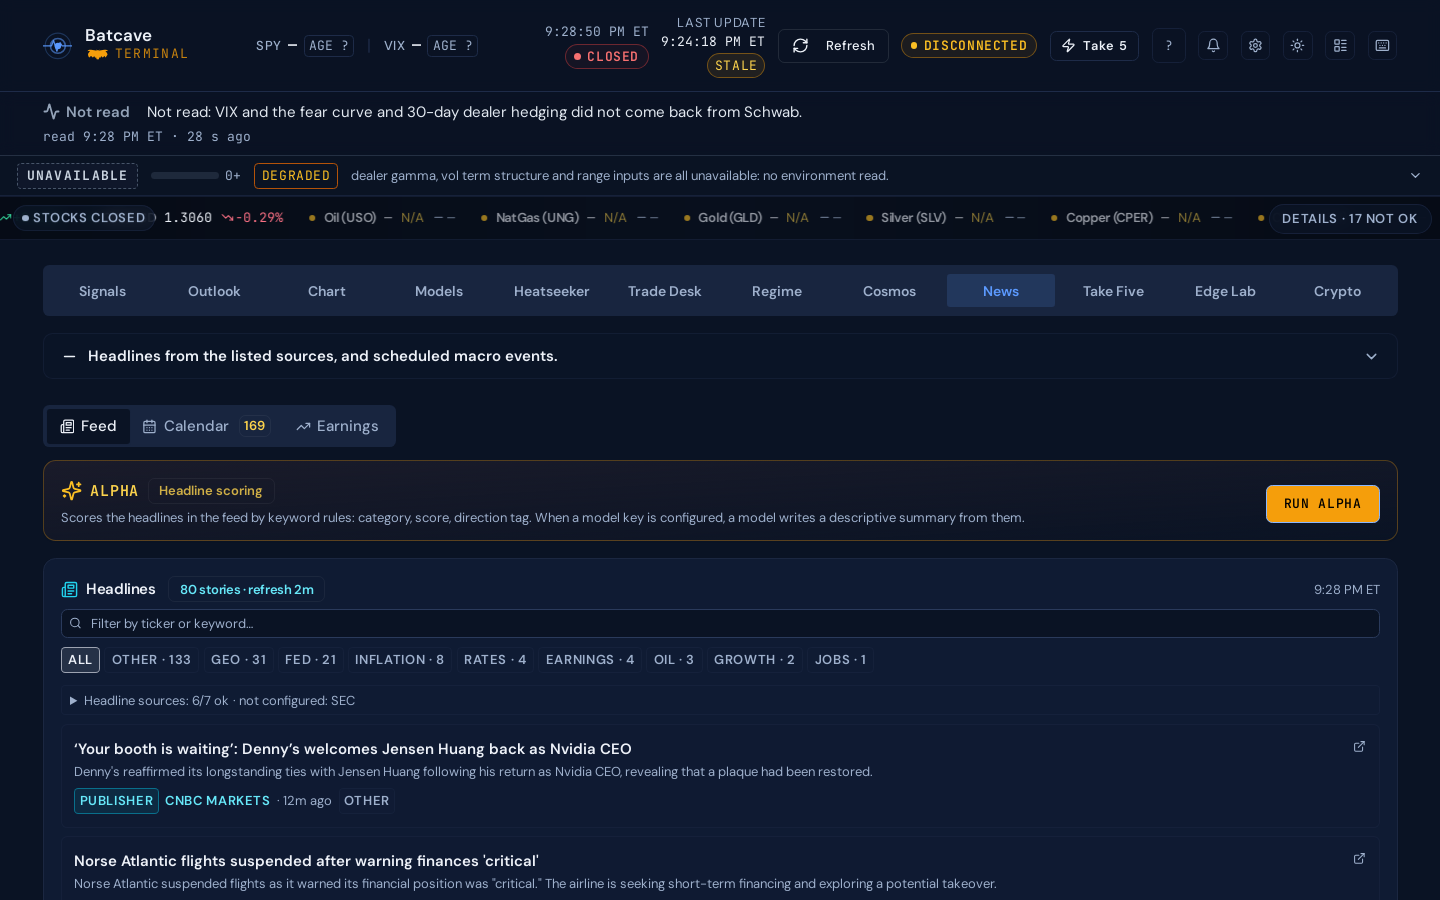 Batcave
TERMINAL
SPY — AGE ? | VIX — AGE ?
9:28:50 PM ET
CLOSED
LAST UPDATE
9:24:18 PM ET
STALE
Refresh
DISCONNECTED
Take 5
?
Not read Not read: VIX and the fear curve and 30-day dealer hedging did not come back from Schwab.
read 9:28 PM ET · 28 s ago
UNAVAILABLE 0+ DEGRADED dealer gamma, vol term structure and range inputs are all unavailable: no environment read.
STOCKS CLOSED 1.3060 -0.29% Oil (USO) — N/A —— NatGas (UNG) — N/A —— Gold (GLD) — N/A —— Silver (SLV) — N/A —— Copper (CPER) — N/A —— DETAILS · 17 NOT OK
Signals Outlook Chart Models Heatseeker Trade Desk Regime Cosmos News Take Five Edge Lab Crypto
— Headlines from the listed sources, and scheduled macro events.
Feed Calendar 169 Earnings
ALPHA Headline scoring
Scores the headlines in the feed by keyword rules: category, score, direction tag. When a model key is configured, a model writes a descriptive summary from them.
RUN ALPHA
Headlines 80 stories · refresh 2m 9:28 PM ET
Filter by ticker or keyword...
ALL OTHER · 133 GEO · 31 FED · 21 INFLATION · 8 RATES · 4 EARNINGS · 4 OIL · 3 GROWTH · 2 JOBS · 1
Headline sources: 6/7 ok · not configured: SEC
‘Your booth is waiting’: Denny’s welcomes Jensen Huang back as Nvidia CEO
Denny's reaffirmed its longstanding ties with Jensen Huang following his return as Nvidia CEO, revealing that a plaque had been restored.
PUBLISHER CNBC MARKETS · 12m ago OTHER
Norse Atlantic flights suspended after warning finances 'critical'
Norse Atlantic suspended flights as it warned its financial position was "critical." The airline is seeking short-term financing and exploring a potential takeover.